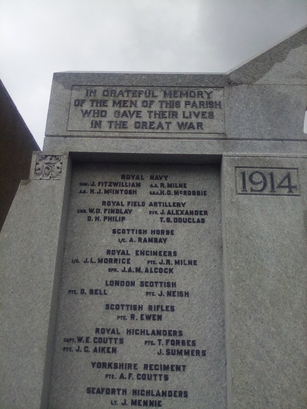 IN GRATEFUL MEMORY
OF THE MEN OF THIS PARISH
WHO GAVE THEIR LIVES
IN THE GREAT WAR
1914
ROYAL NAVY
J. FITZWILLIAM A.B. R. MILNE
A.B. H.J. McINTOSH H.O. McROBBIE
ROYAL FIELD ARTILLERY
GNR. W.D. FINDLAY DVR. J. ALEXANDER
G.H. PHILIP T.B. DOUGLAS
SCOTTISH HORSE
L/C. A. RAMSAY
ROYAL ENGINEERS
L/C. J.L. MORRICE PTE. J.R. MILNE
SPR. J.A.M. ALCOCK
LONDON SCOTTISH
PTE. D. BELL PTE. J. NEISH
SCOTTISH RIFLES
PTE. R. EWEN
ROYAL HIGHLANDERS
CAPT. W.E. COUTTS PTE. T. FORBES
PTE. J.C. AIKEN J. SUMMERS
YORKSHIRE REGIMENT
PTE. A.F. COUTTS
SEAFORTH HIGHLANDERS
LT. J. MENNIE